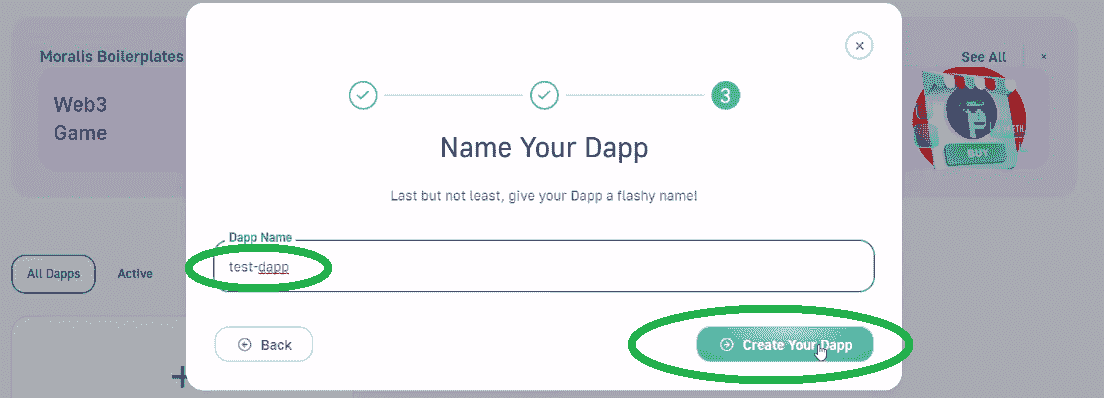 Moralis Boilerplates
See All
×
Web3
Game
3
Name Your Dapp
Last but not least, give your Dapp a flashy name!
Dapp Name
test-dapp
All Dapps
Active
Back
Create Your Dapp
BUY